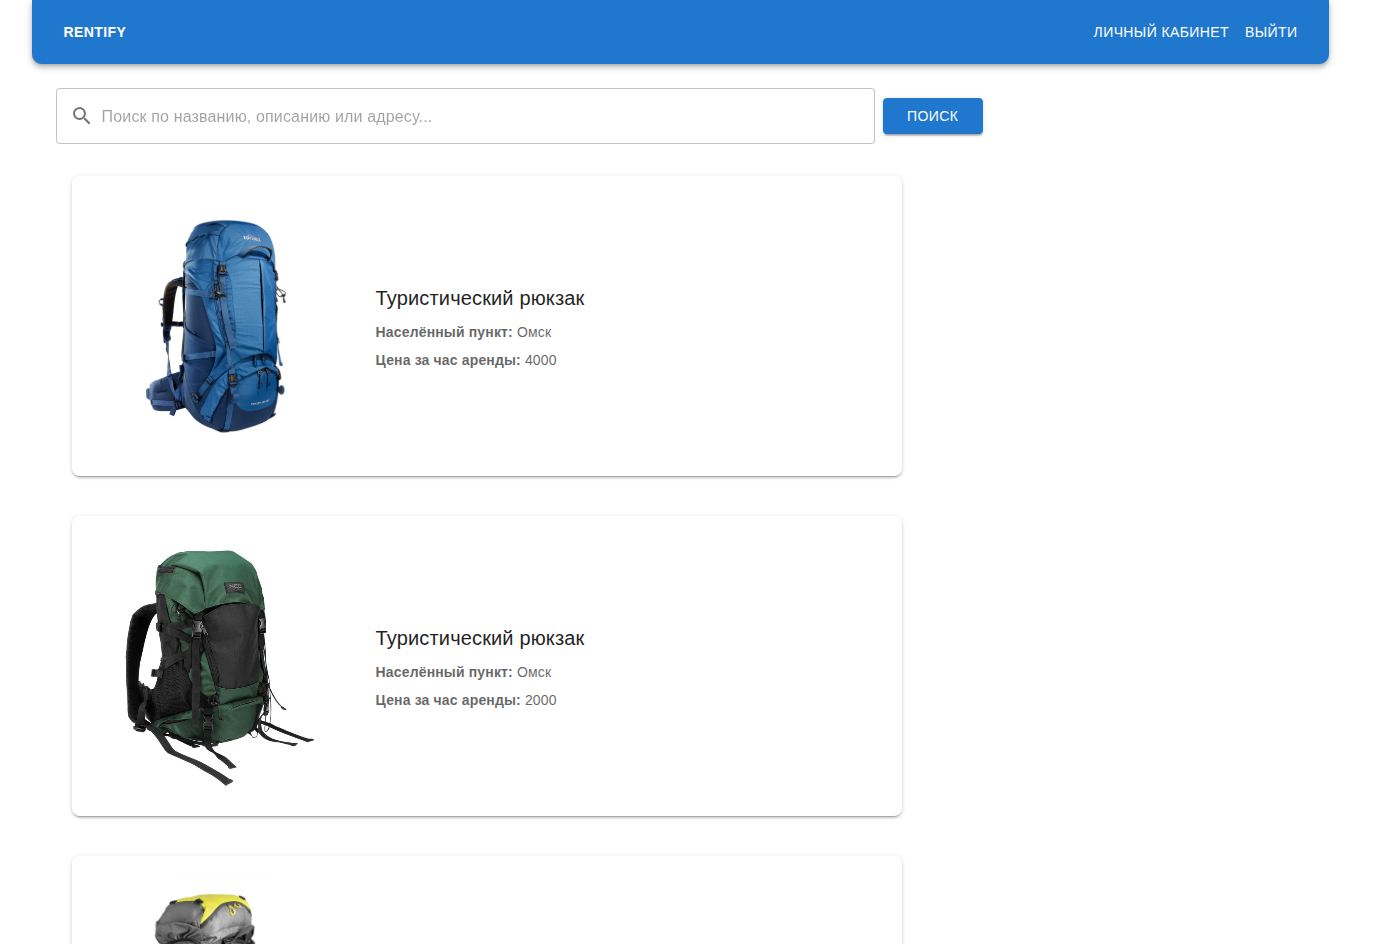 RENTIFY
ЛИЧНЫЙ КАБИНЕТ ВЫЙТИ
Поиск по названию, описанию или адресу...
ПОИСК
Туристический рюкзак
Населённый пункт: Омск
Цена за час аренды: 4000
Туристический рюкзак
Населённый пункт: Омск
Цена за час аренды: 2000